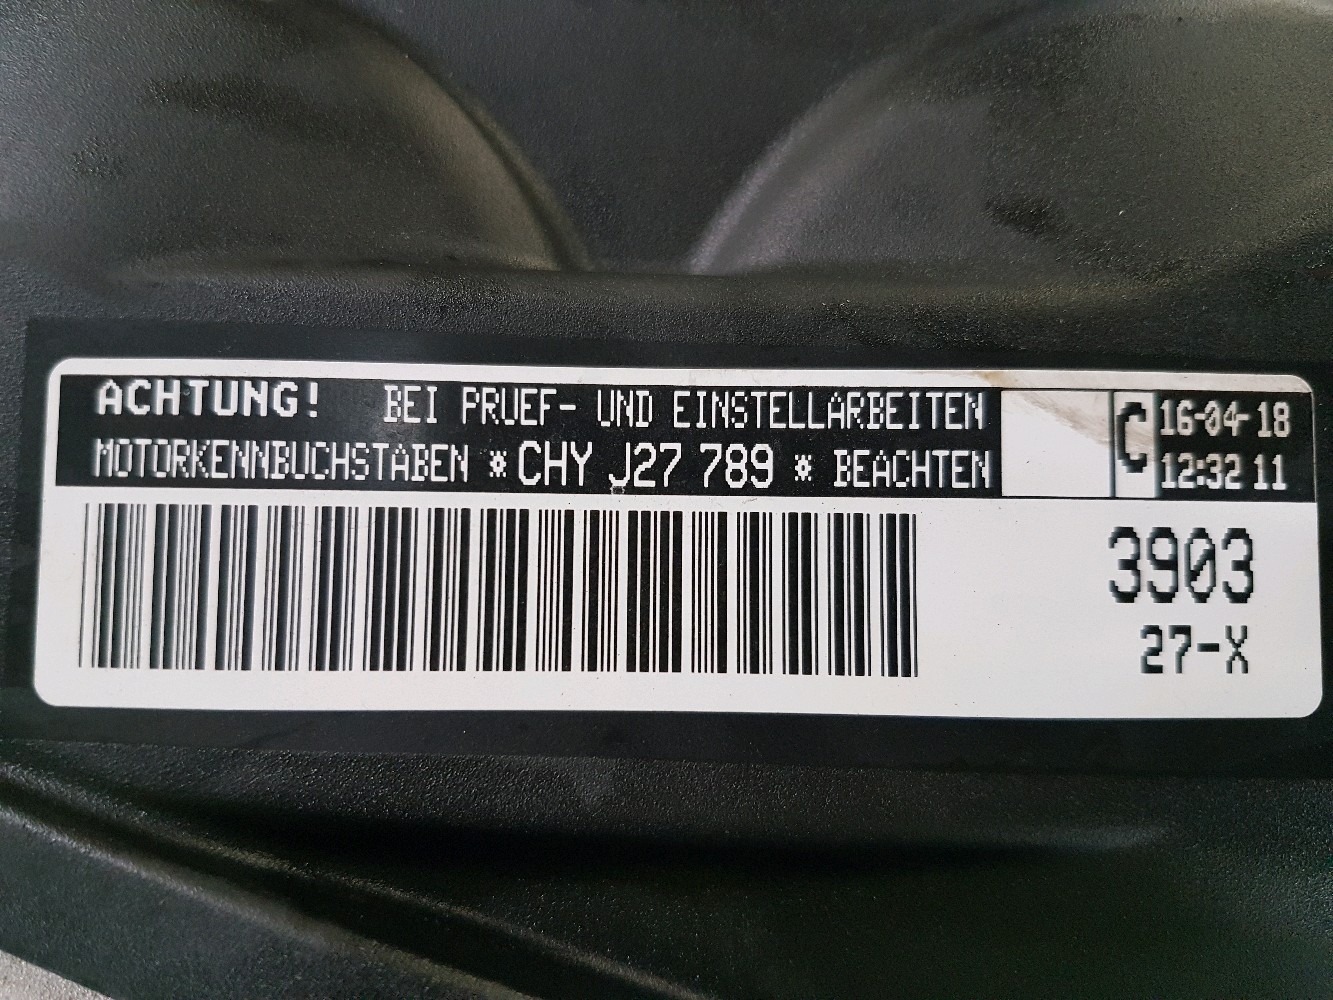 ACHTUNG! BEI PRUEF- UND EINSTELLARBEITEN
MOTORKENNBUCHSTABEN *CHY J27 789 * BEACHTEN
C
16-04-18
12:32 11
3903
27-X